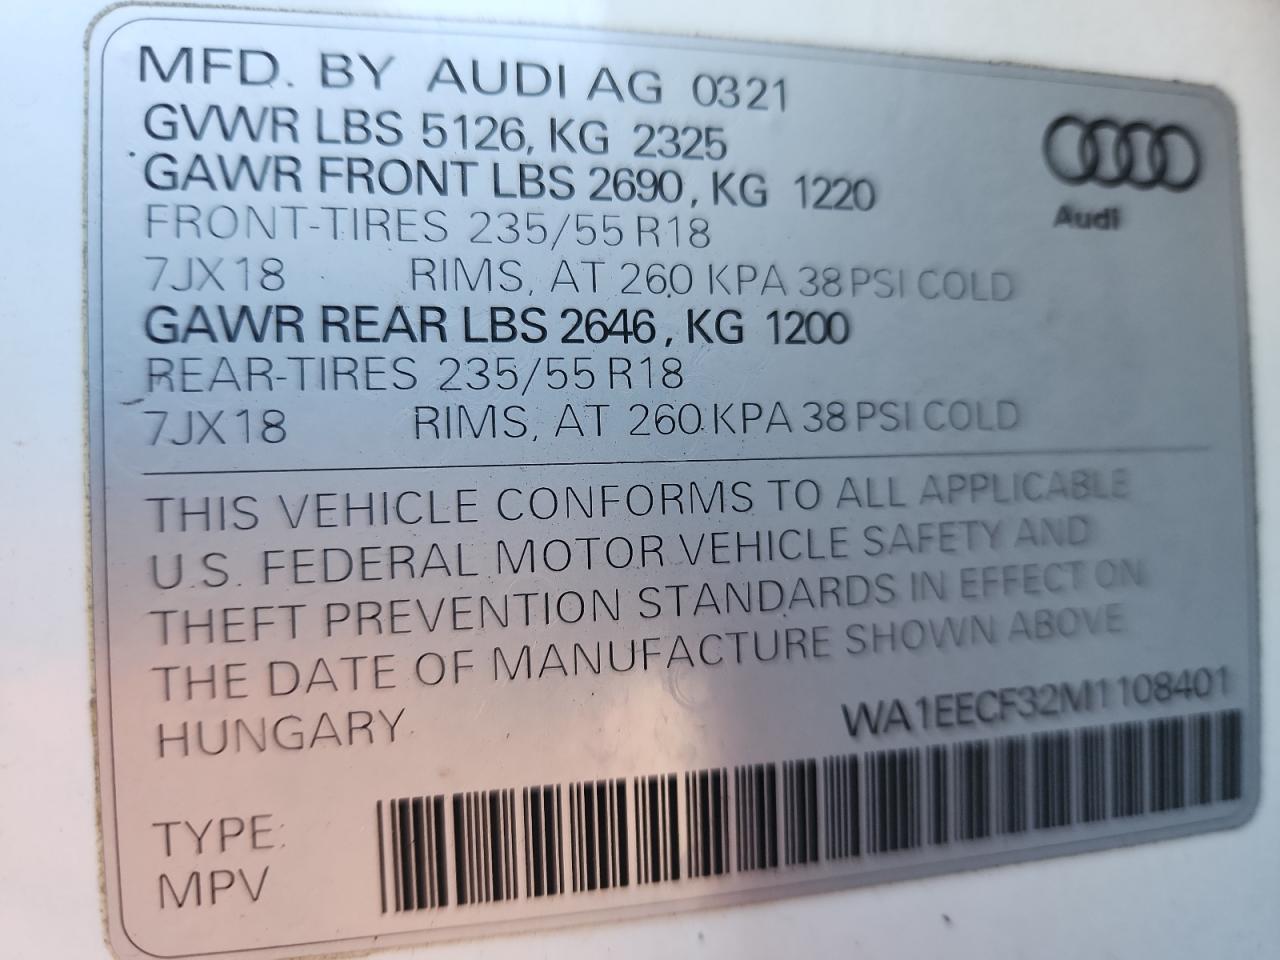 MFD. BY AUDI AG 0321
GVWR LBS 5126, KG 2325
GAWR FRONT LBS 2690, KG 1220
FRONT-TIRES 235/55 R18
7JX18 RIMS, AT 260 KPA 38 PSI COLD
GAWR REAR LBS 2646, KG 1200
REAR-TIRES 235/55 R18
7JX18 RIMS, AT 260 KPA 38 PSI COLD
Audi
THIS VEHICLE CONFORMS TO ALL APPLICABLE
U.S. FEDERAL MOTOR VEHICLE SAFETY AND
THEFT PREVENTION STANDARDS IN EFFECT ON
THE DATE OF MANUFACTURE SHOWN ABOVE
HUNGARY
WA1EECF32M1108401
TYPE:
MPV